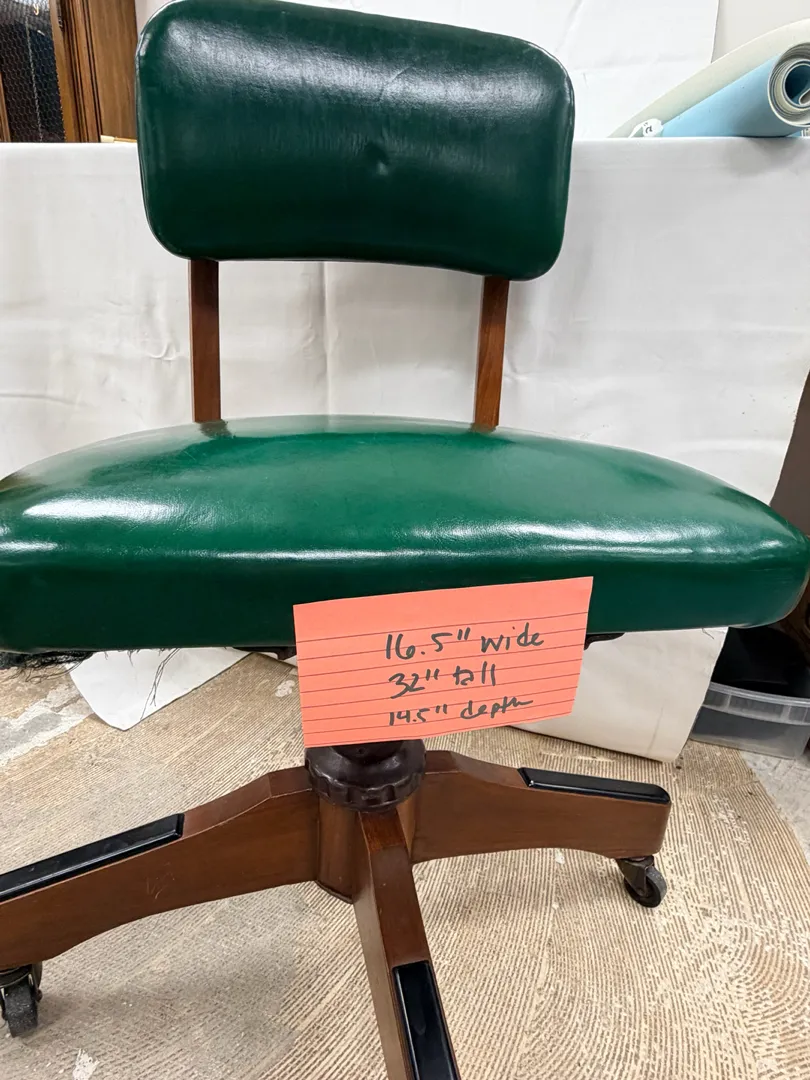 16.5" wide
32" tall
14.5" depth